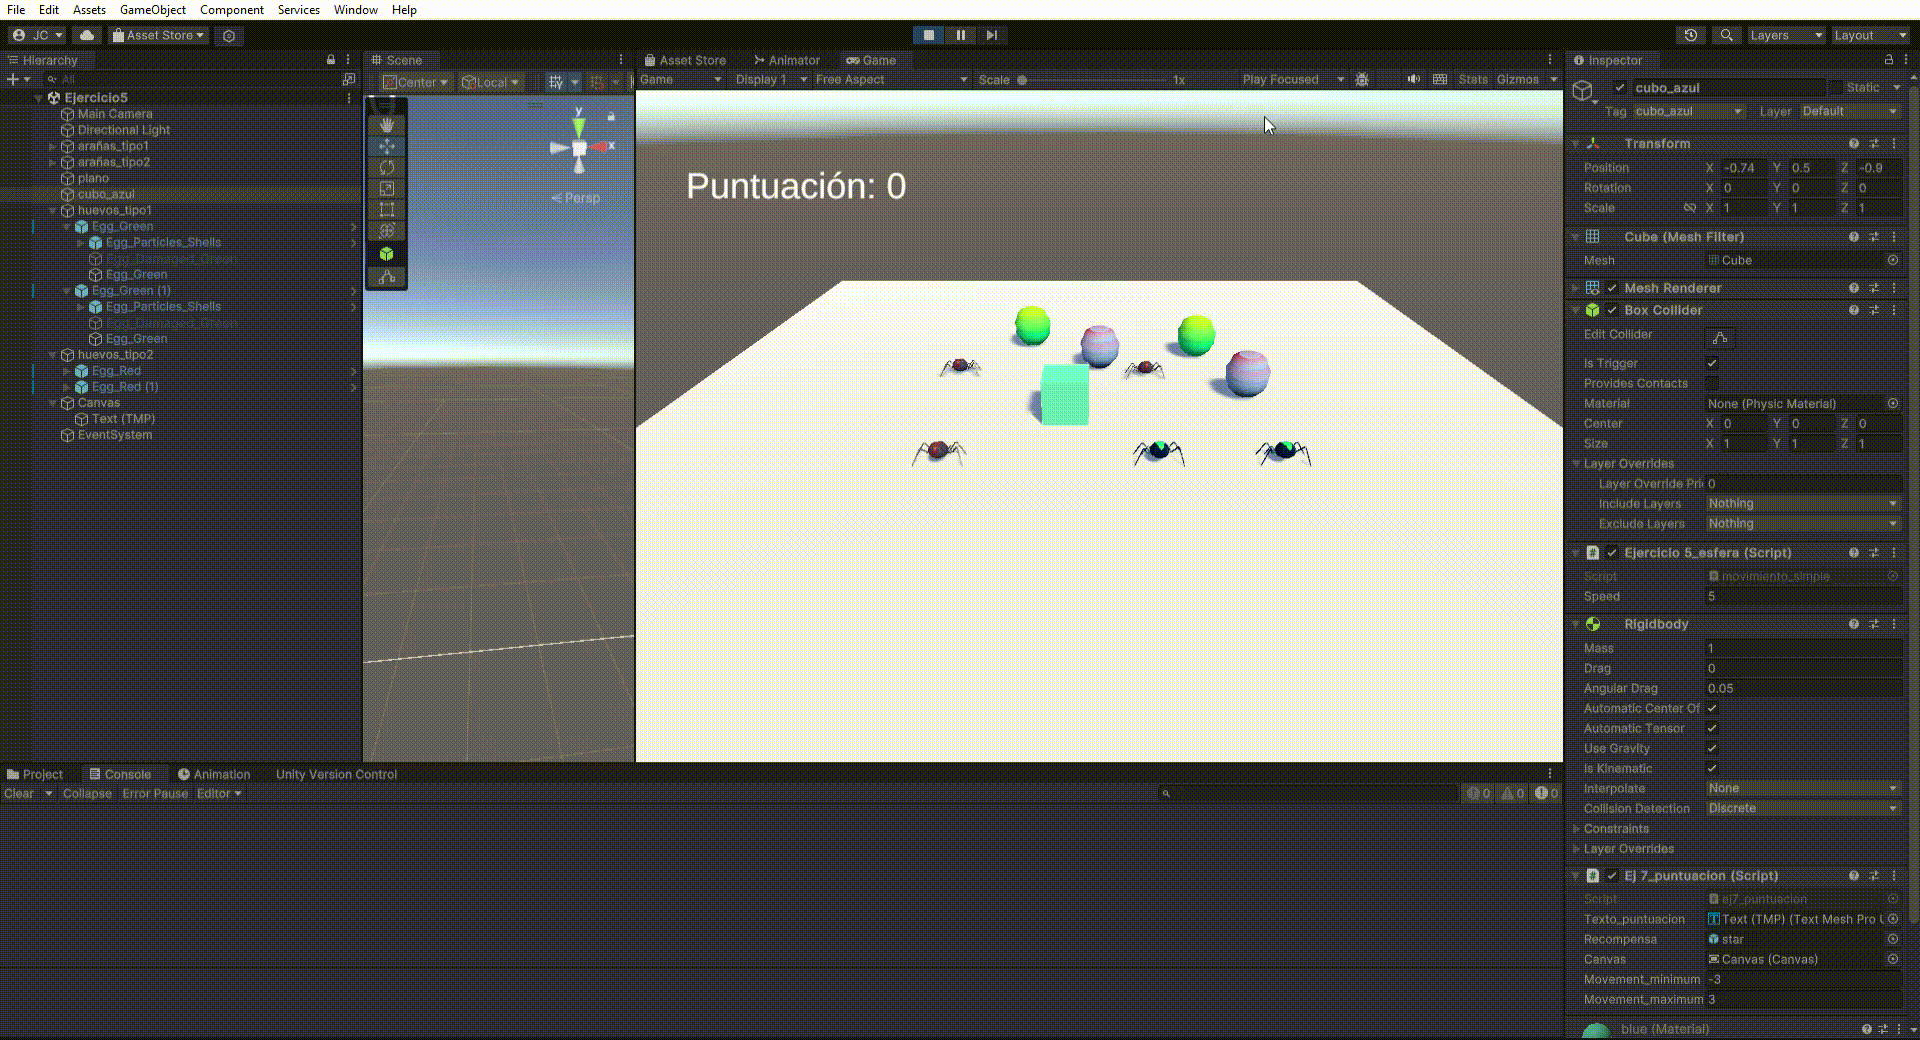 File Edit Assets GameObject Component Services Window Help
JC Asset Store Layers Layout
Hierarchy
All
Ejercicio5
Main Camera
Directional Light
arañas_tipo1
arañas_tipo2
plano
cubo_azul
huevos_tipo1
Egg_Green
Egg_Particles_Shells
Egg_Damaged_Green
Egg_Green
Egg_Green (1)
Egg_Particles_Shells
Egg_Damaged_Green
Egg_Green
huevos_tipo2
Egg_Red
Egg_Red (1)
Canvas
Text (TMP)
EventSystem
Scene
Center Local
y
x
Persp
Asset Store Animator Game
Game Display 1 Free Aspect Scale 1x Play Focused Stats Gizmos
Puntuación: 0
Project Console Animation Unity Version Control
Clear Collapse Error Pause Editor 0 0 0
Inspector
cubo_azul Static
Tag cubo_azul Layer Default
Transform
Position X -0.74 Y 0.5 Z -0.9
Rotation X 0 Y 0 Z 0
Scale X 1 Y 1 Z 1
Cube (Mesh Filter)
Mesh Cube
Mesh Renderer
Box Collider
Edit Collider
Is Trigger
Provides Contacts
Material None (Physic Material)
Center X 0 Y 0 Z 0
Size X 1 Y 1 Z 1
Layer Overrides
Layer Override Pri 0
Include Layers Nothing
Exclude Layers Nothing
Ejercicio 5_esfera (Script)
Script movimiento_simple
Speed 5
Rigidbody
Mass 1
Drag 0
Angular Drag 0.05
Automatic Center Of
Automatic Tensor
Use Gravity
Is Kinematic
Interpolate None
Collision Detection Discrete
Constraints
Layer Overrides
Ej 7_puntuacion (Script)
Script ej7_puntuacion
Texto_puntuacion Text (TMP) (Text Mesh Pro U
Recompensa star
Canvas Canvas (Canvas)
Movement_minimum -3
Movement_maximum 3
blue (Material)